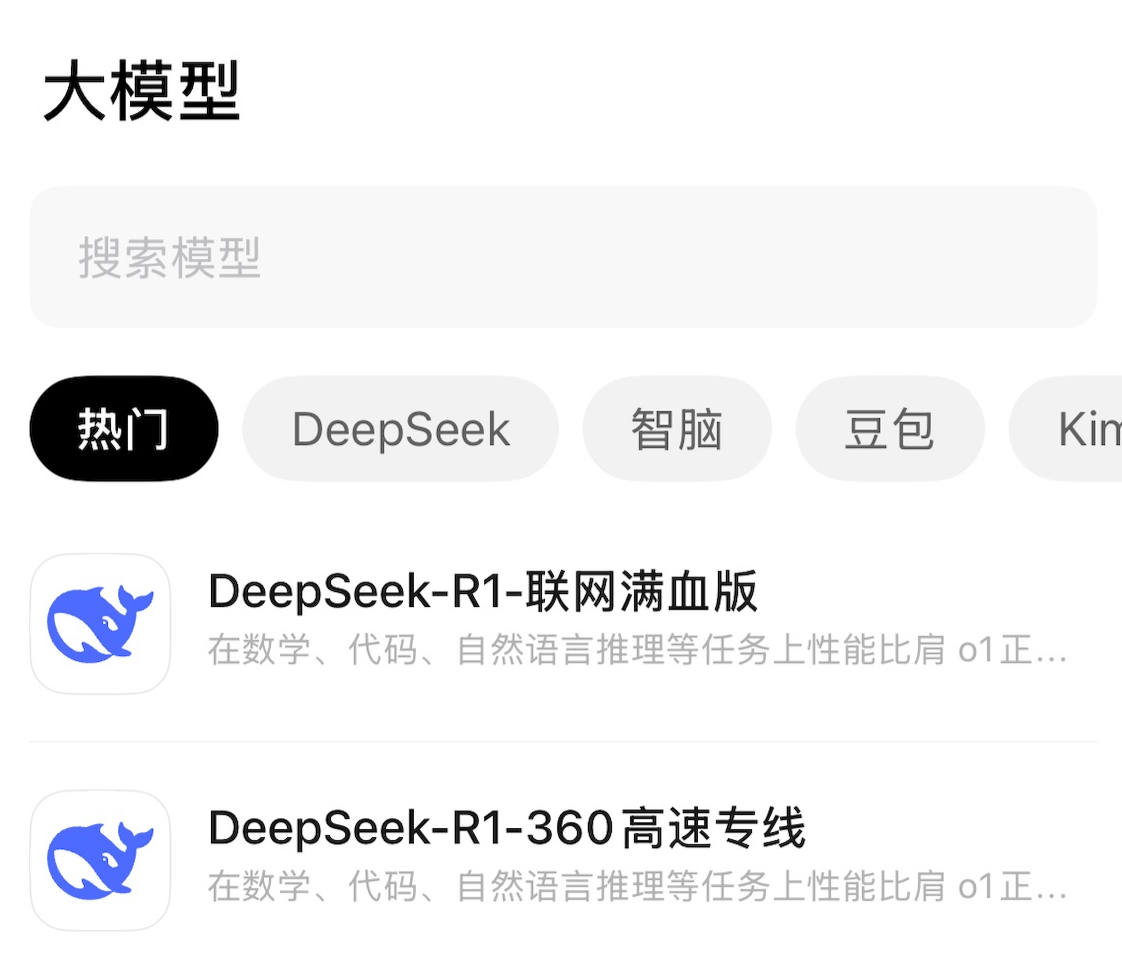 大模型
搜索模型
热门 DeepSeek 智脑 豆包 Kim
DeepSeek-R1-联网满血版
在数学、代码、自然语言推理等任务上性能比肩 o1正...
DeepSeek-R1-360高速专线
在数学、代码、自然语言推理等任务上性能比肩 o1正...